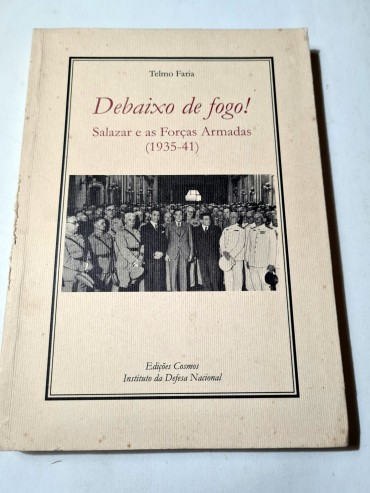 Telmo Faria
Debaixo de fogo!
Salazar e as Forças Armadas
(1935-41)
Edições Cosmos
Instituto da Defesa Nacional